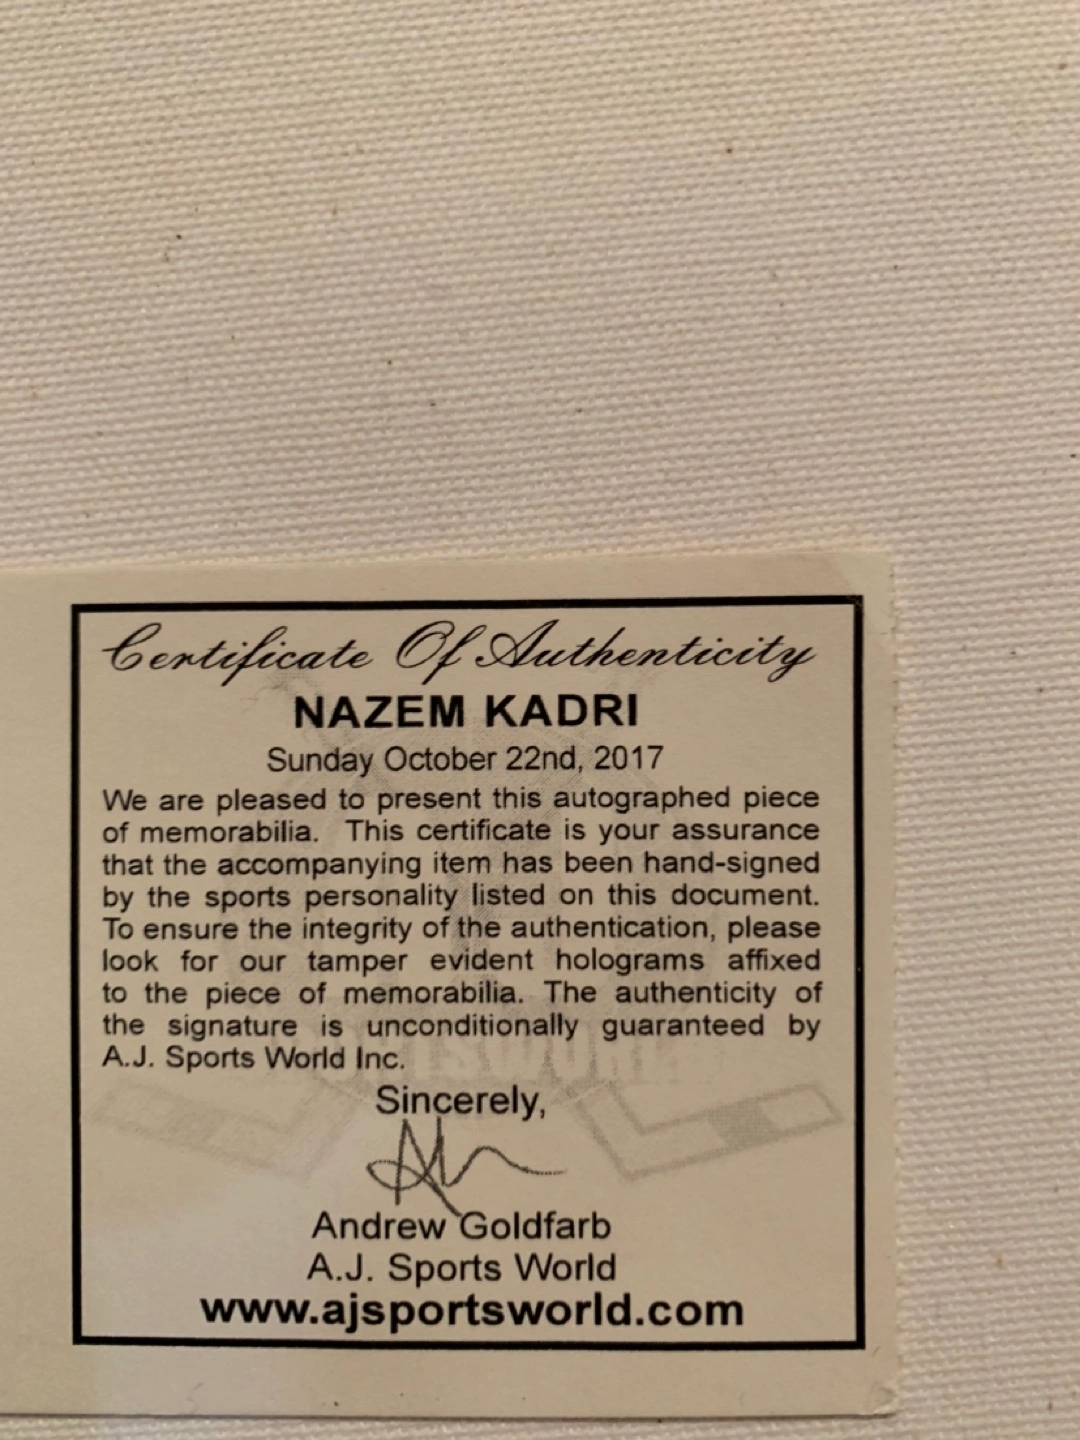 Certificate Of Authenticity
NAZEM KADRI
Sunday October 22nd, 2017
We are pleased to present this autographed piece
of memorabilia. This certificate is your assurance
that the accompanying item has been hand-signed
by the sports personality listed on this document.
To ensure the integrity of the authentication, please
look for our tamper evident holograms affixed
to the piece of memorabilia. The authenticity of
the signature is unconditionally guaranteed by
A.J. Sports World Inc.
SPORTSWORLD
Sincerely,
Andrew Goldfarb
A.J. Sports World
www.ajsportsworld.com